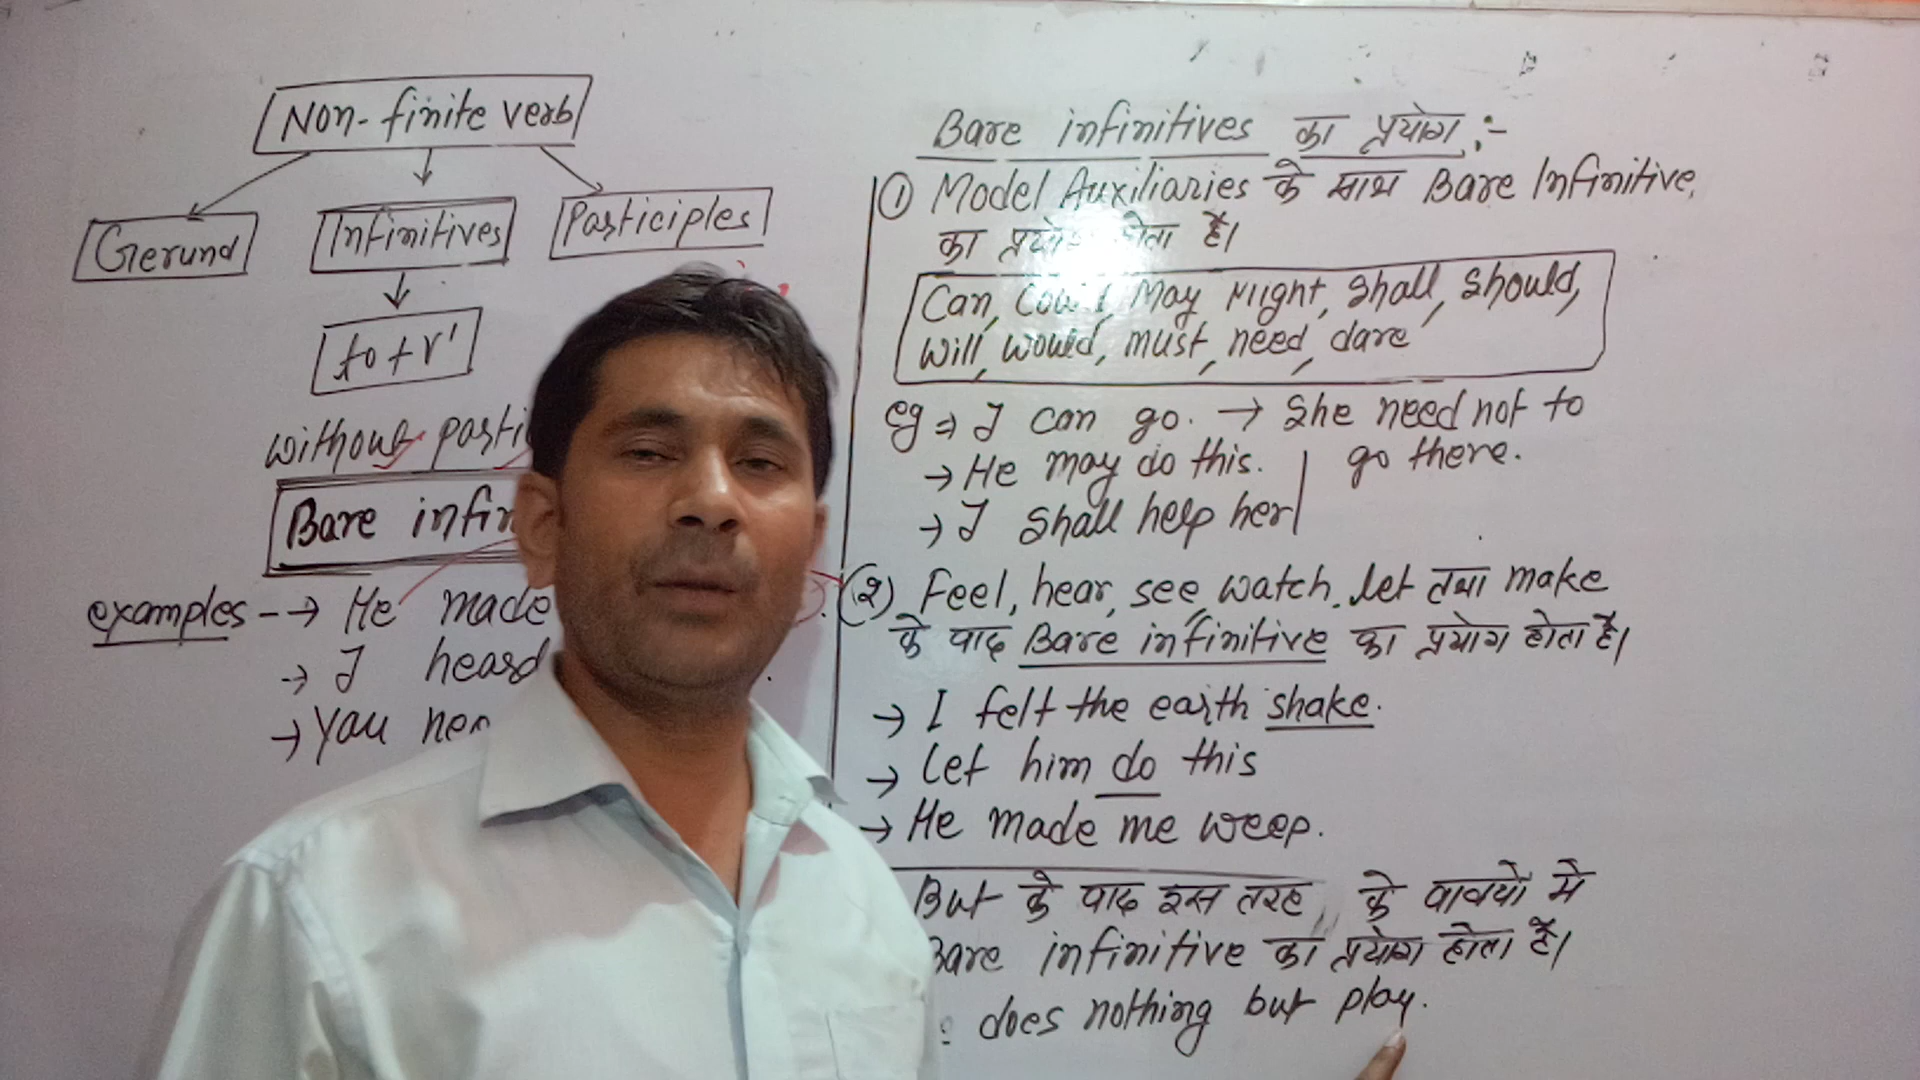 Non-finite verb
Gerund
Infinitives
Participles
to + V'
without
Bare
examples --→ He made
→ I heard
→ You
Bare infinitives का प्रयोग :-
① Model Auxiliaries के साथ Bare Infinitive
का प्रयोग होता है।
Can, Could, May Might, Shall, Should,
Will, would, must, need, dare
eg ⇒ I can go. → She need not to
→ He may do this. | go there.
→ I shall help her
(2) Feel, hear, see, watch, let तथा make
के बाद Bare infinitive का प्रयोग होता है।
→ I felt the earth shake.
→ Let him do this
→ He made me weep.
But के बाद इस तरह के वाक्यों में
Bare infinitive का प्रयोग होता है।
does nothing but play.